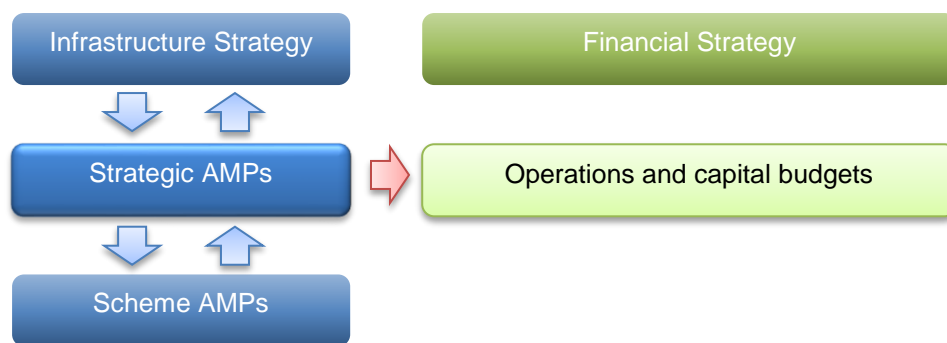 Infrastructure Strategy
Financial Strategy
Strategic AMPs
Operations and capital budgets
Scheme AMPs